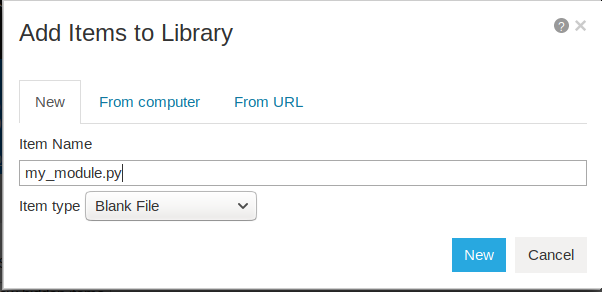 Add Items to Library
?
New From computer From URL
Item Name
my_module.py
Item type Blank File
New Cancel